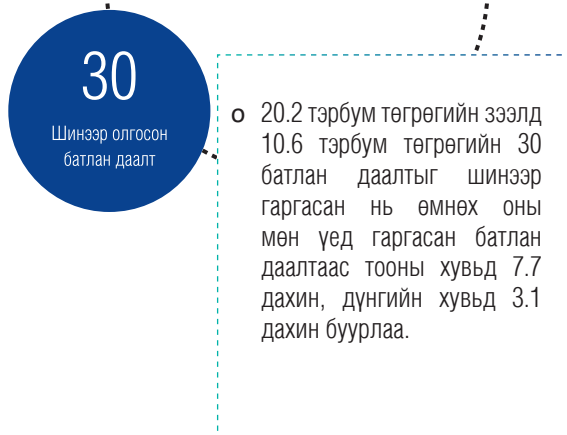 30
Шинээр олгосон
батлан даалт
o 20.2 тэрбум төгрөгийн зээлд
10.6 тэрбум төгрөгийн 30
батлан даалтыг шинээр
гаргасан нь өмнөх оны
мөн үед гаргасан батлан
даалтаас тооны хувьд 7.7
дахин, дүнгийн хувьд 3.1
дахин буурлаа.